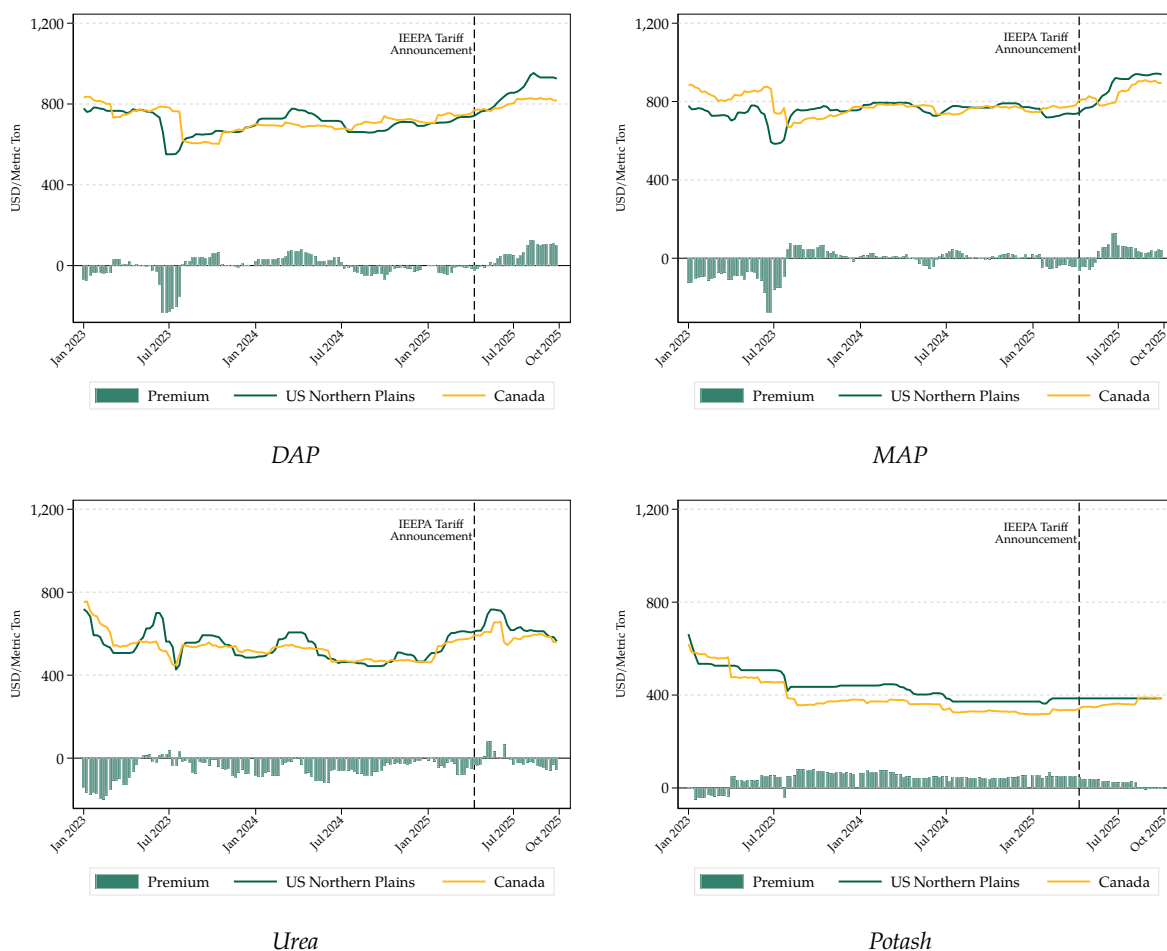 1,200
800
400
0
USD/Metric Ton
IEEPA Tariff
Announcement
Jan 2023
Jul 2023
Jan 2024
Jul 2024
Jan 2025
Jul 2025
Oct 2025
Premium US Northern Plains Canada
DAP
1,200
800
400
0
USD/Metric Ton
IEEPA Tariff
Announcement
Jan 2023
Jul 2023
Jan 2024
Jul 2024
Jan 2025
Jul 2025
Oct 2025
Premium US Northern Plains Canada
MAP
1,200
800
400
0
USD/Metric Ton
IEEPA Tariff
Announcement
Jan 2023
Jul 2023
Jan 2024
Jul 2024
Jan 2025
Jul 2025
Oct 2025
Premium US Northern Plains Canada
Urea
1,200
800
400
0
USD/Metric Ton
IEEPA Tariff
Announcement
Jan 2023
Jul 2023
Jan 2024
Jul 2024
Jan 2025
Jul 2025
Oct 2025
Premium US Northern Plains Canada
Potash